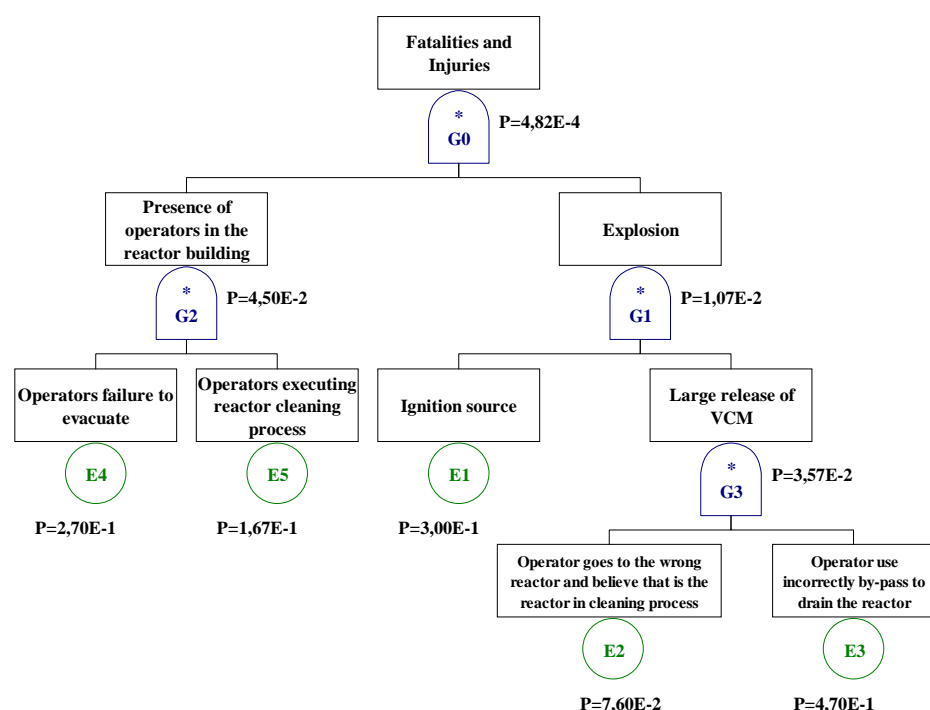 Fatalities and
Injuries
*
G0
P=4,82E-4
Presence of
operators in the
reactor building
Explosion
*
G2
P=4,50E-2
*
G1
P=1,07E-2
Operators failure to
evacuate
Operators executing
reactor cleaning
process
Ignition source
Large release of
VCM
E4
E5
E1
*
G3
P=3,57E-2
P=2,70E-1
P=1,67E-1
P=3,00E-1
Operator goes to the wrong
reactor and believe that is the
reactor in cleaning process
Operator use
incorrectly by-pass to
drain the reactor
E2
E3
P=7,60E-2
P=4,70E-1